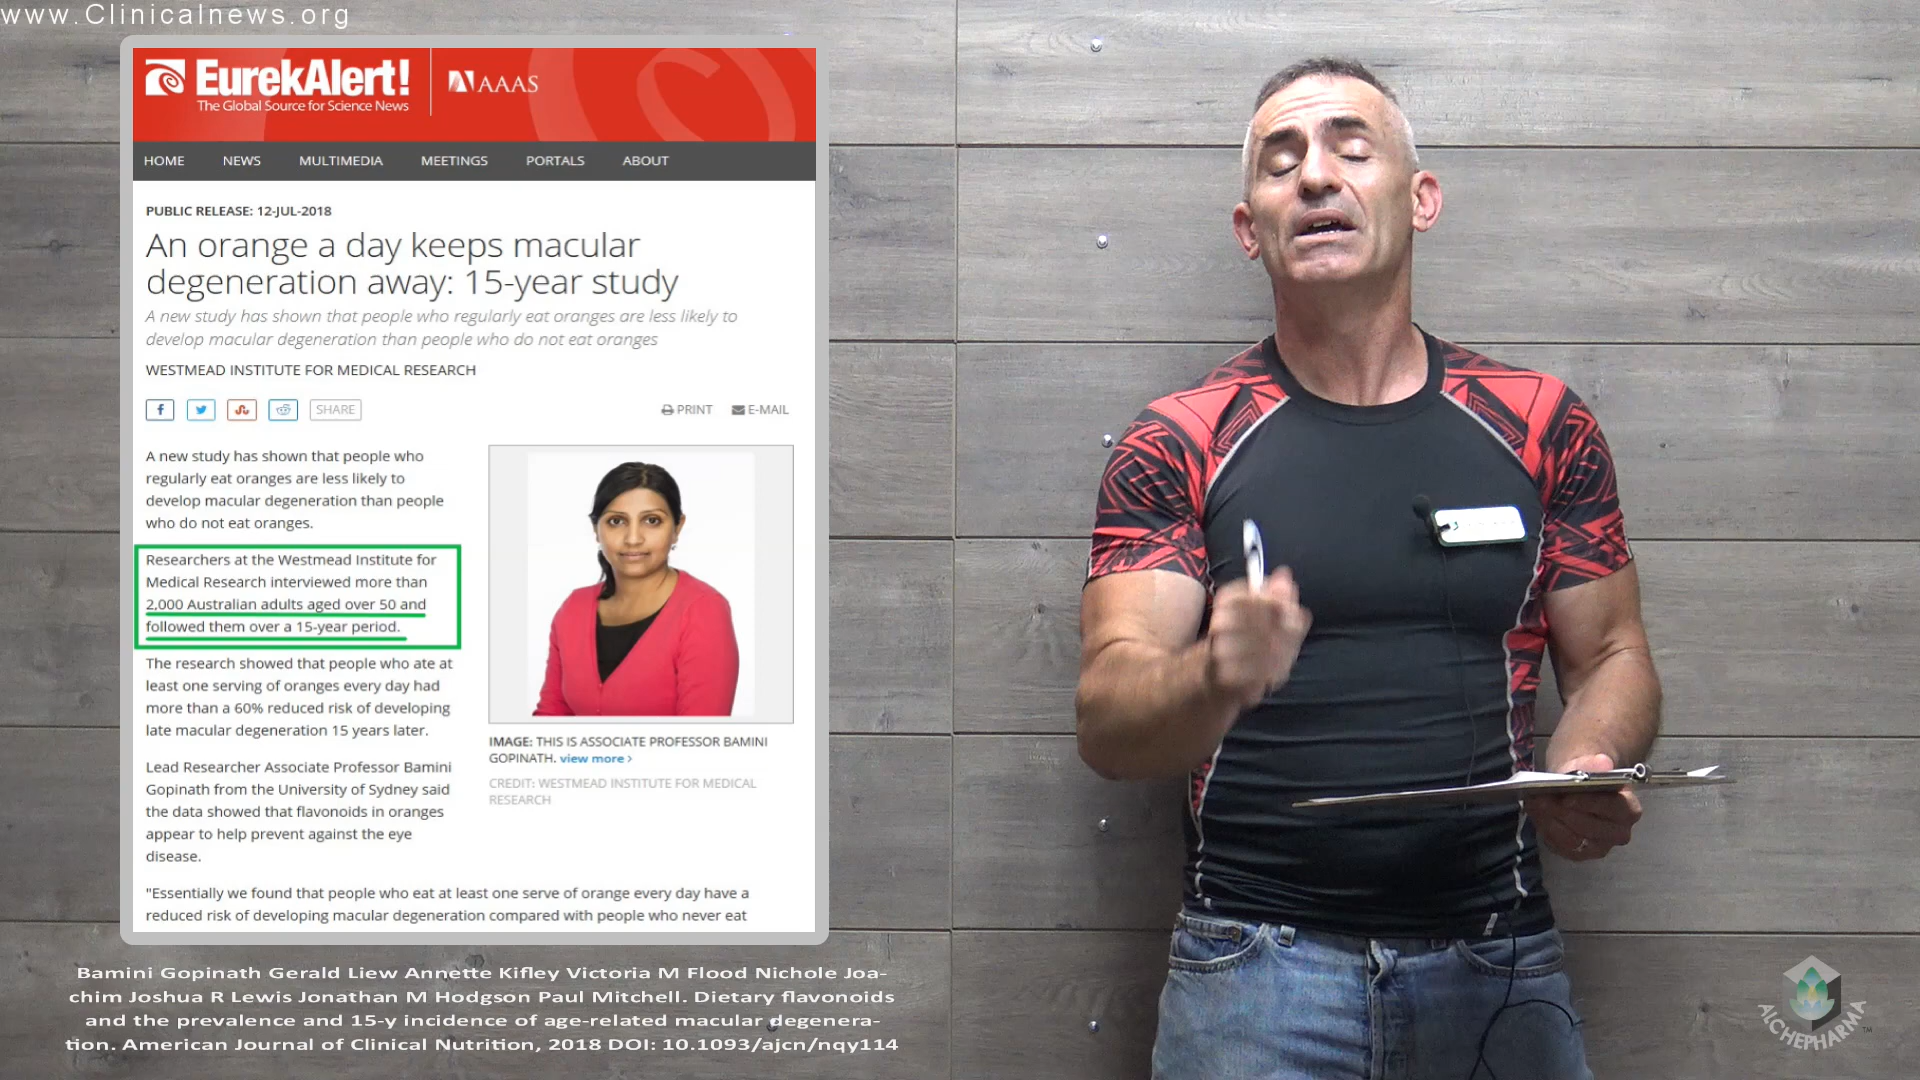 www.Clinicalnews.org
EurekAlert!
The Global Source for Science News
AAAS
HOME NEWS MULTIMEDIA MEETINGS PORTALS ABOUT
PUBLIC RELEASE: 12-JUL-2018
An orange a day keeps macular
degeneration away: 15-year study
A new study has shown that people who regularly eat oranges are less likely to
develop macular degeneration than people who do not eat oranges
WESTMEAD INSTITUTE FOR MEDICAL RESEARCH
SHARE
PRINT E-MAIL
A new study has shown that people who
regularly eat oranges are less likely to
develop macular degeneration than people
who do not eat oranges.
Researchers at the Westmead Institute for
Medical Research interviewed more than
2,000 Australian adults aged over 50 and
followed them over a 15-year period.
The research showed that people who ate at
least one serving of oranges every day had
more than a 60% reduced risk of developing
late macular degeneration 15 years later.
Lead Researcher Associate Professor Bamini
Gopinath from the University of Sydney said
the data showed that flavonoids in oranges
appear to help prevent against the eye
disease.
IMAGE: THIS IS ASSOCIATE PROFESSOR BAMINI
GOPINATH. view more ›
CREDIT: WESTMEAD INSTITUTE FOR MEDICAL
RESEARCH
"Essentially we found that people who eat at least one serve of orange every day have a
reduced risk of developing macular degeneration compared with people who never eat
Bamini Gopinath Gerald Liew Annette Kifley Victoria M Flood Nichole Joa-
chim Joshua R Lewis Jonathan M Hodgson Paul Mitchell. Dietary flavonoids
and the prevalence and 15-y incidence of age-related macular degenera-
tion. American Journal of Clinical Nutrition, 2018 DOI: 10.1093/ajcn/nqy114
ALCHEPHARMA™